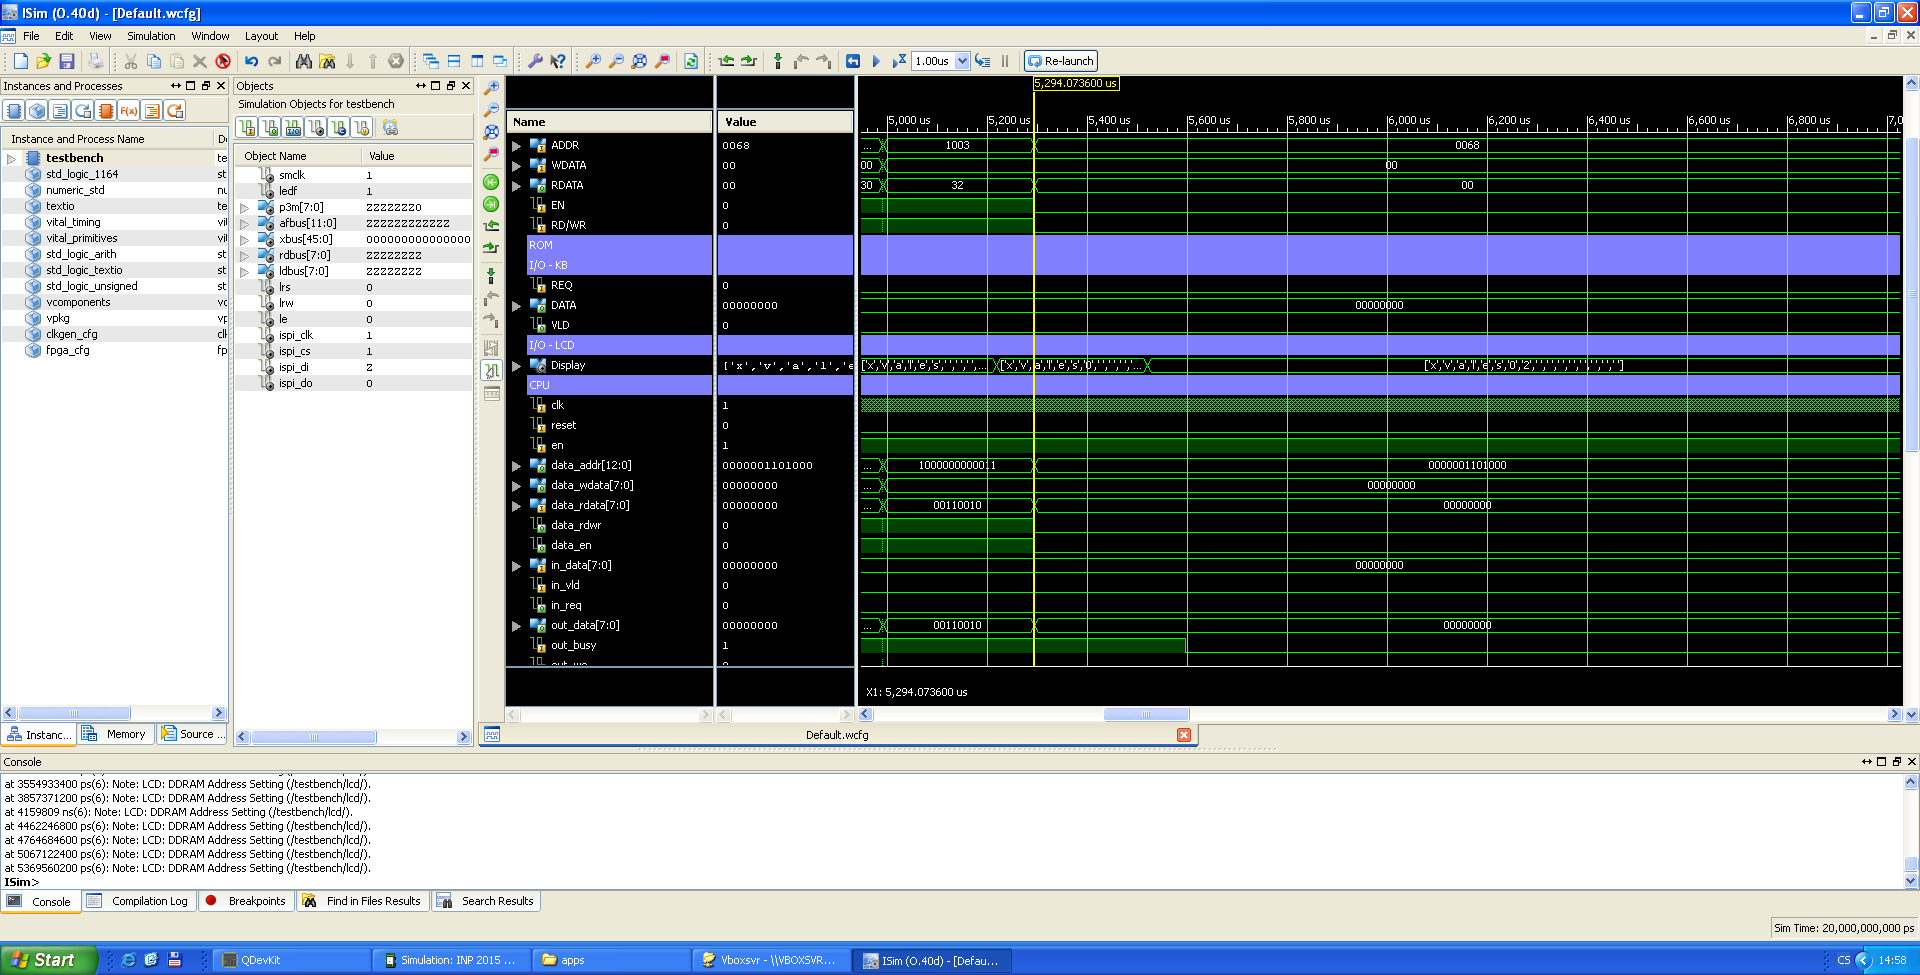 ISim (O.40d) - [Default.wcfg]
File Edit View Simulation Window Layout Help
1.00us Re-launch
Instances and Processes
Instance and Process Name
testbench te
std_logic_1164 st
numeric_std nu
textio te
vital_timing vit
vital_primitives vit
std_logic_arith st
std_logic_textio st
std_logic_unsigned st
vcomponents vc
vpkg vp
clkgen_cfg cl
fpga_cfg fp
Instanc... Memory Source ...
Objects
Simulation Objects for testbench
Object Name Value
smclk 1
ledf 1
p3m[7:0] ZZZZZZZ0
afbus[11:0] ZZZZZZZZZZZZ
xbus[45:0] 000000000000000
rdbus[7:0] ZZZZZZZZ
ldbus[7:0] ZZZZZZZZ
lrs 0
lrw 0
le 0
ispi_clk 1
ispi_cs 1
ispi_di Z
ispi_do 0
5,294.073600 us
Name Value
5,000 us 5,200 us 5,400 us 5,600 us 5,800 us 6,000 us 6,200 us 6,400 us 6,600 us 6,800 us 7,0
ADDR 0068 ... 1003 0068
WDATA 00 00 00
RDATA 00 30 32 00
EN 0
RD/WR 0
ROM
I/O - KB
REQ 0
DATA 00000000 00000000
VLD 0
I/O - LCD
Display ['x','v','a','l','e [x,v,a,l,e,s,',',',',... [x,v,a,l,e,s,0,',',',',... [x,v,a,l,e,s,0,2,',',',',',',',',']
CPU
clk 1
reset 0
en 1
data_addr[12:0] 0000001101000 ... 1000000000011 0000001101000
data_wdata[7:0] 00000000 ... 00000000
data_rdata[7:0] 00000000 ... 00110010 00000000
data_rdwr 0
data_en 0
in_data[7:0] 00000000 00000000
in_vld 0
in_req 0
out_data[7:0] 00000000 ... 00110010 00000000
out_busy 1
X1: 5,294.073600 us
Default.wcfg
Console
at 3554933400 ps(6): Note: LCD: DDRAM Address Setting (/testbench/lcd/).
at 3857371200 ps(6): Note: LCD: DDRAM Address Setting (/testbench/lcd/).
at 4159809 ns(6): Note: LCD: DDRAM Address Setting (/testbench/lcd/).
at 4462246800 ps(6): Note: LCD: DDRAM Address Setting (/testbench/lcd/).
at 4764684600 ps(6): Note: LCD: DDRAM Address Setting (/testbench/lcd/).
at 5067122400 ps(6): Note: LCD: DDRAM Address Setting (/testbench/lcd/).
at 5369560200 ps(6): Note: LCD: DDRAM Address Setting (/testbench/lcd/).
ISim>
Console Compilation Log Breakpoints Find in Files Results Search Results
Sim Time: 20,000,000,000 ps
Start QDevKit Simulation: INP 2015 ... apps Vboxsvr - \\VBOXSVR... ISim (O.40d) - [Defau... CS 14:58